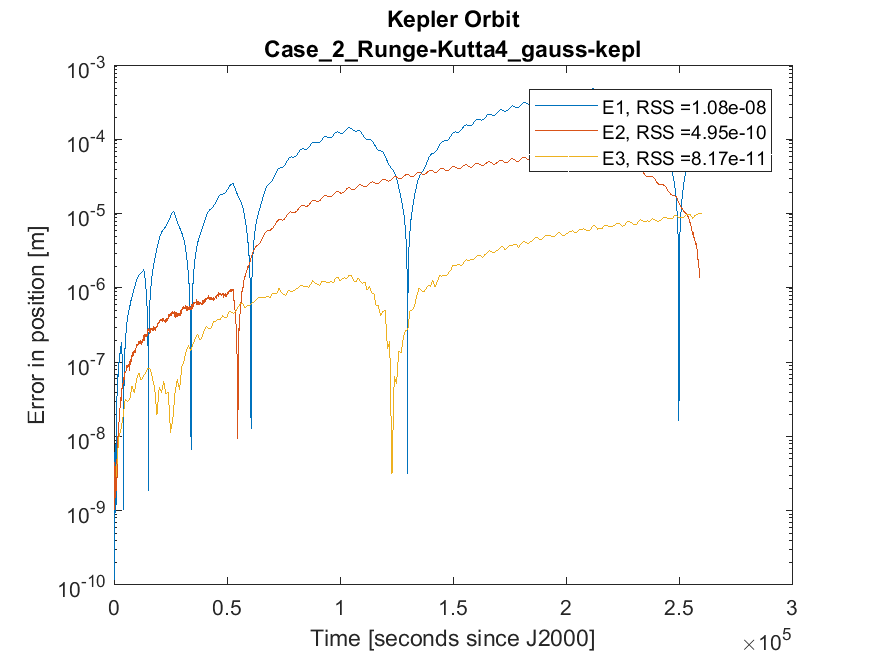 Kepler Orbit
Case_2_Runge-Kutta4_gauss-kepl
10^-3
10^-4
10^-5
10^-6
10^-7
10^-8
10^-9
10^-10
Error in position [m]
E1, RSS =1.08e-08
E2, RSS =4.95e-10
E3, RSS =8.17e-11
0 0.5 1 1.5 2 2.5 3
Time [seconds since J2000]
×10^5